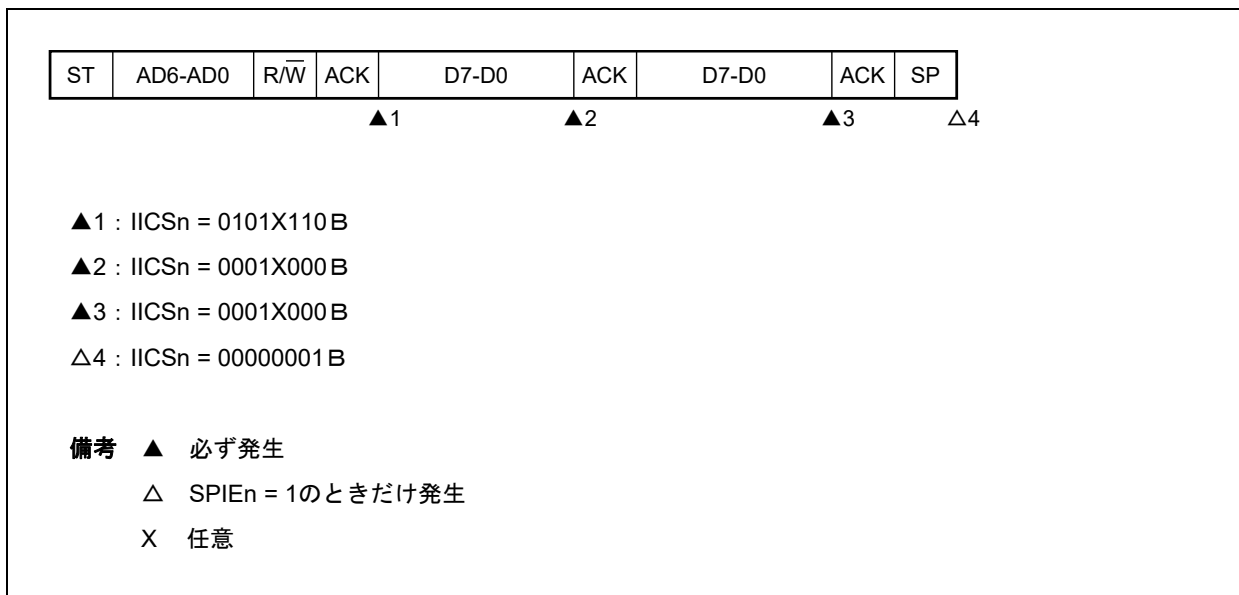 ST AD6-AD0 R/W̅ ACK D7-D0 ACK D7-D0 ACK SP
▲1 ▲2 ▲3 △4
▲1：IICSn = 0101X110B
▲2：IICSn = 0001X000B
▲3：IICSn = 0001X000B
△4：IICSn = 00000001B
備考 ▲ 必ず発生
△ SPIEn = 1のときだけ発生
X 任意